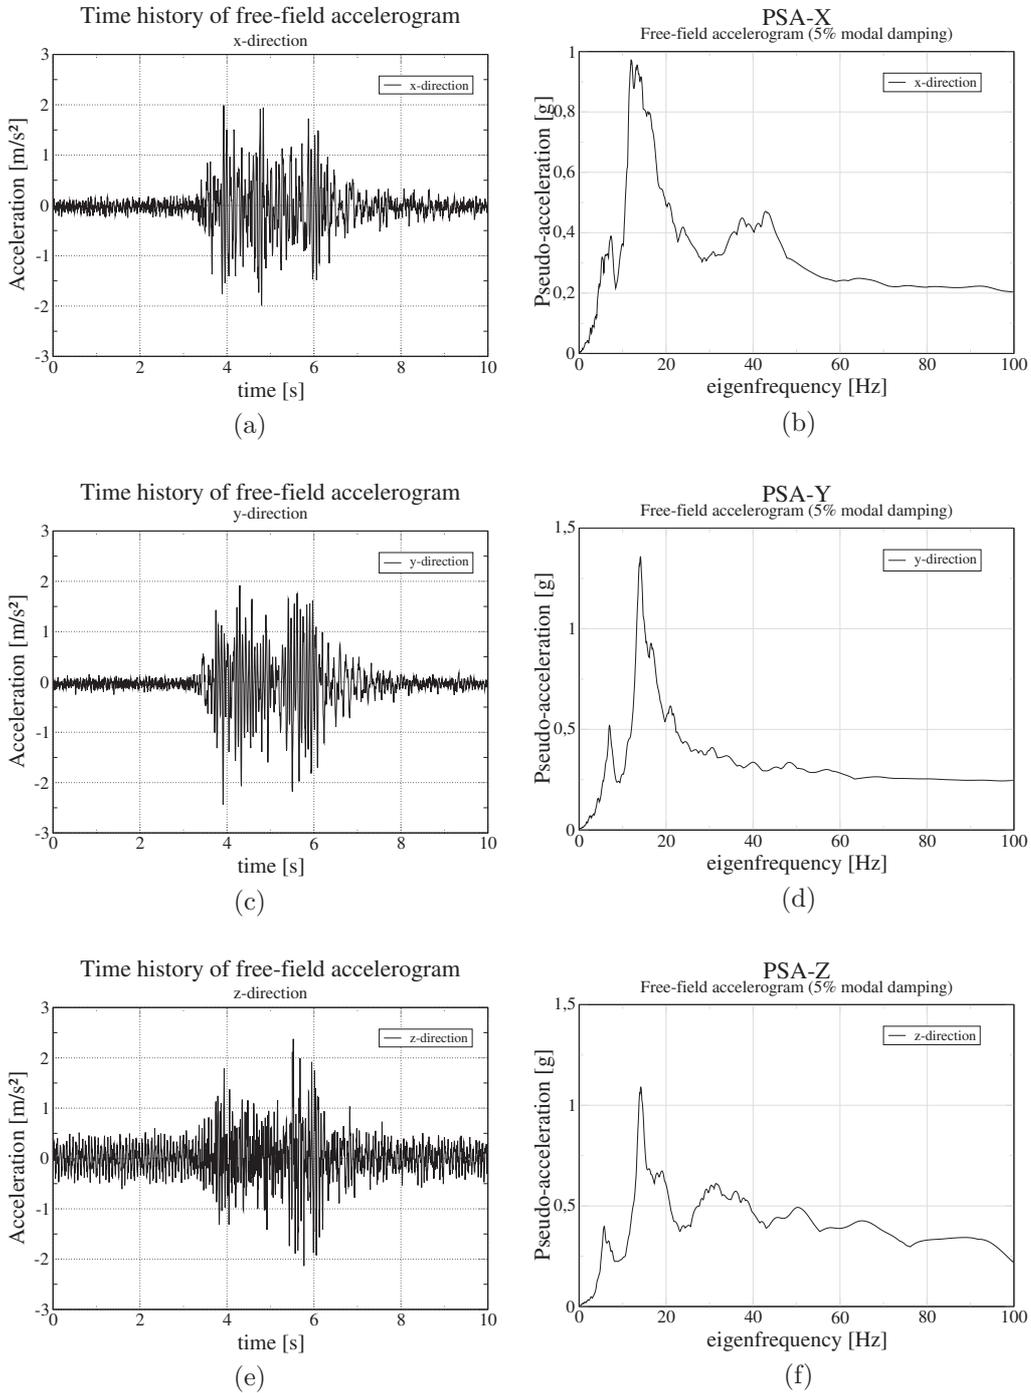 Time history of free-field accelerogram
x-direction
x-direction
Acceleration [m/s²]
3
2
1
0
-1
-2
-3
0 2 4 6 8 10
time [s]
(a)
PSA-X
Free-field accelerogram (5% modal damping)
x-direction
Pseudo-acceleration [g]
1
0,8
0,6
0,4
0,2
0
0 20 40 60 80 100
eigenfrequency [Hz]
(b)
Time history of free-field accelerogram
y-direction
y-direction
Acceleration [m/s²]
3
2
1
0
-1
-2
-3
0 2 4 6 8 10
time [s]
(c)
PSA-Y
Free-field accelerogram (5% modal damping)
y-direction
Pseudo-acceleration [g]
1,5
1
0,5
0
0 20 40 60 80 100
eigenfrequency [Hz]
(d)
Time history of free-field accelerogram
z-direction
z-direction
Acceleration [m/s²]
3
2
1
0
-1
-2
-3
0 2 4 6 8 10
time [s]
(e)
PSA-Z
Free-field accelerogram (5% modal damping)
z-direction
Pseudo-acceleration [g]
1,5
1
0,5
0
0 20 40 60 80 100
eigenfrequency [Hz]
(f)